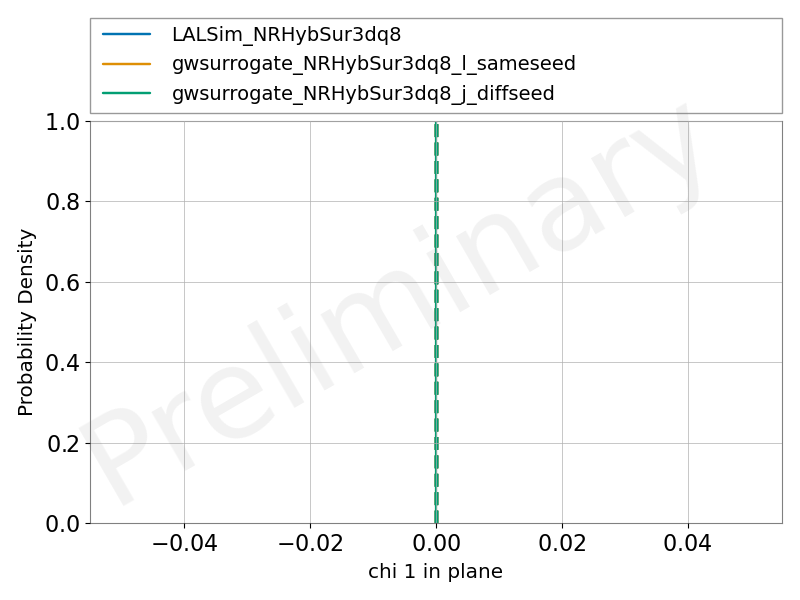 LALSim_NRHybSur3dq8
gwsurrogate_NRHybSur3dq8_l_sameseed
gwsurrogate_NRHybSur3dq8_j_diffseed
1.0
0.8
0.6
0.4
0.2
0.0
Probability Density
Preliminary
−0.04 −0.02 0.00 0.02 0.04
chi 1 in plane